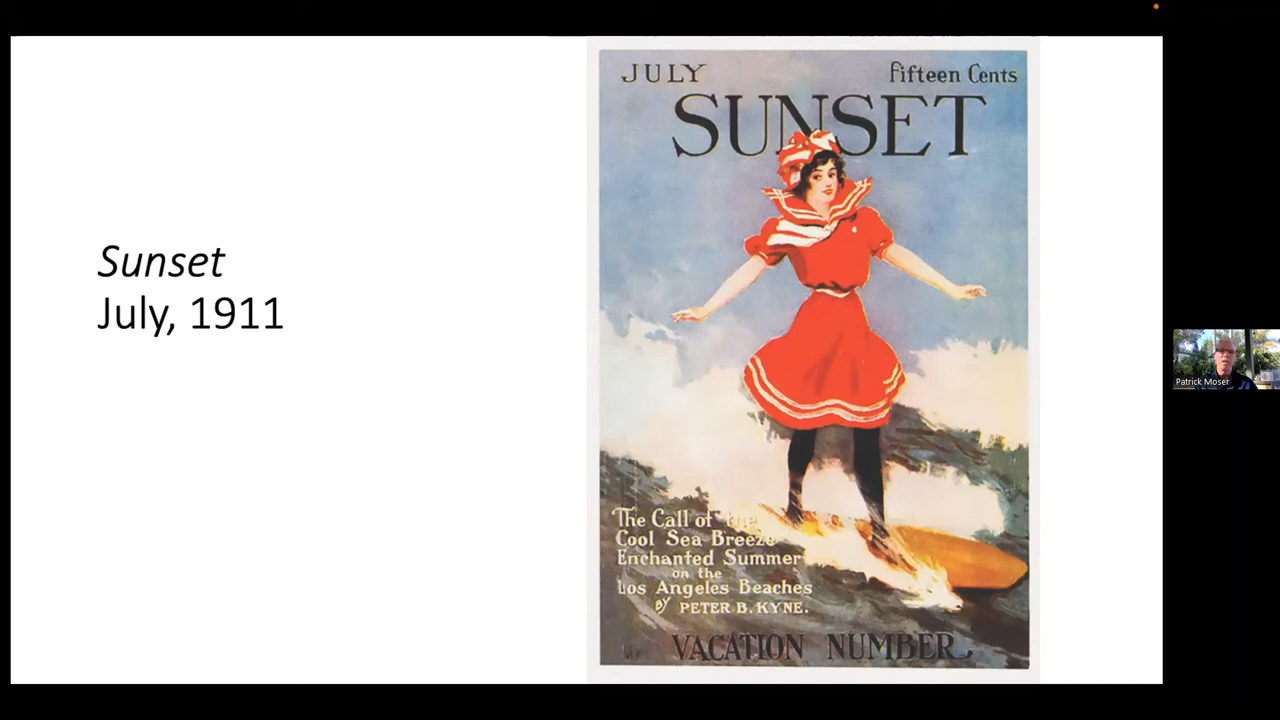 Sunset
July, 1911
JULY
Fifteen Cents
SUNSET
The Call of the
Cool Sea Breeze
Enchanted Summer
on the
Los Angeles Beaches
BY PETER B. KYNE.
VACATION NUMBER
Patrick Moser